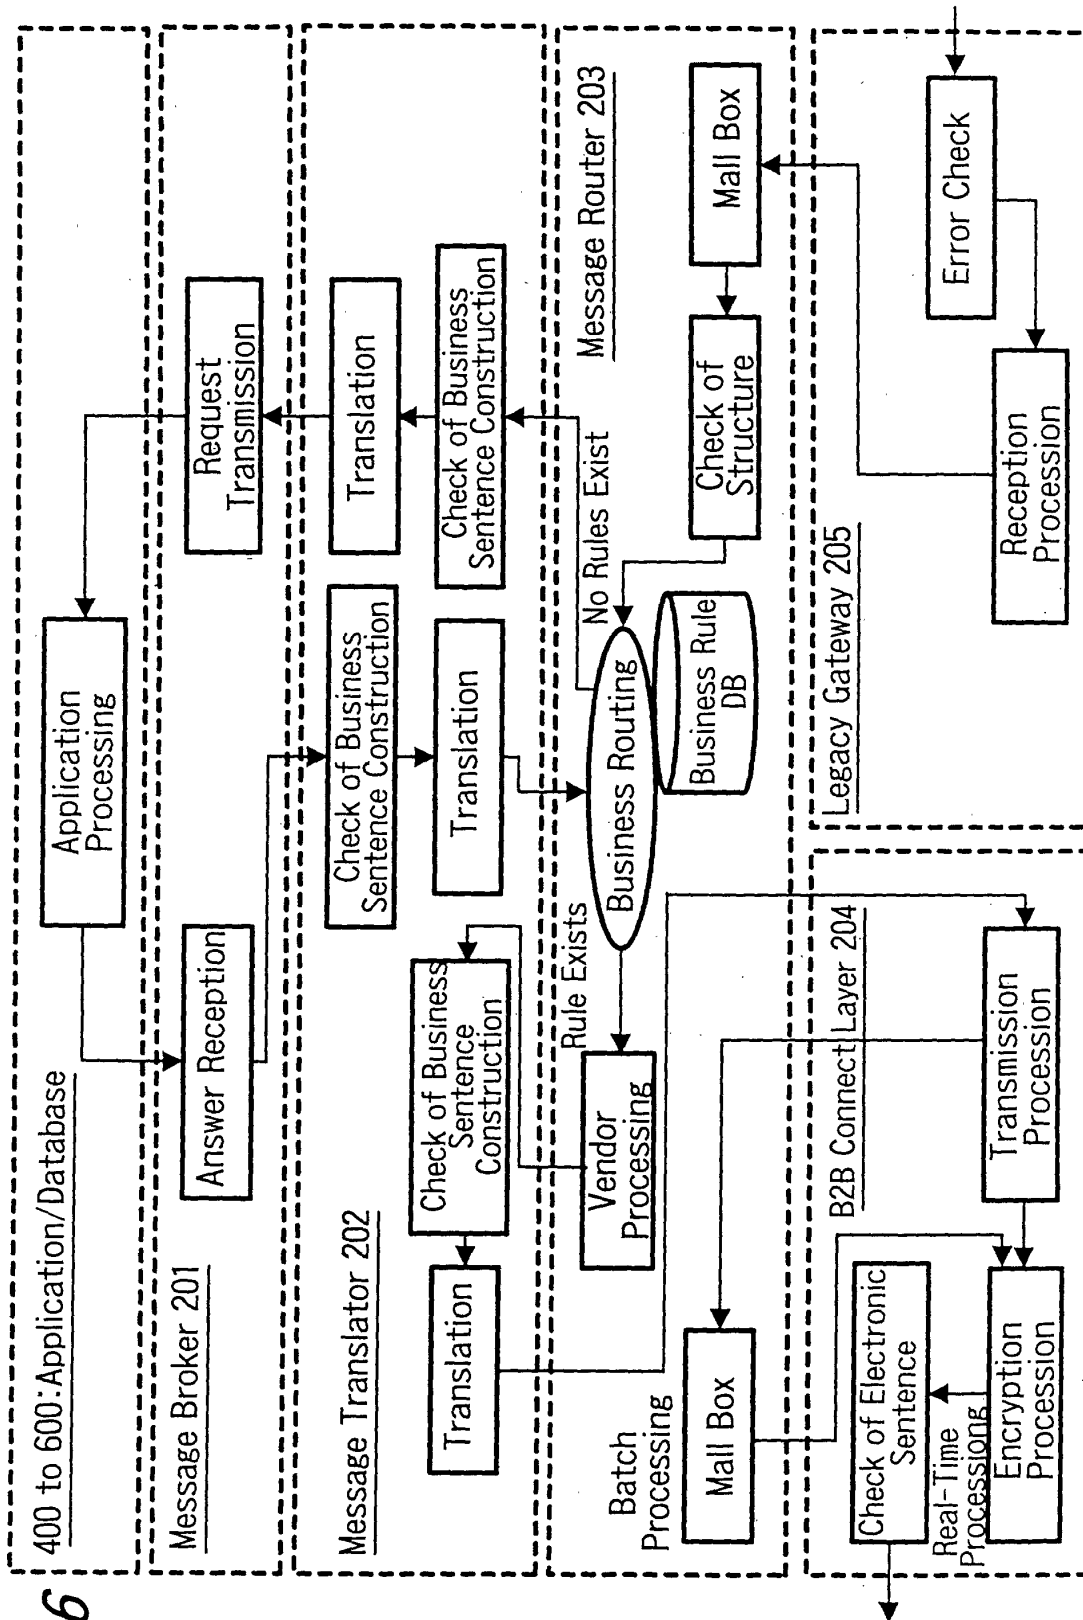 6
400 to 600:Application/Database
Application
Processing
Message Broker 201
Answer Reception
Request
Transmission
Message Translator 202
Check of Business
Sentence Construction
Translation
Translation
Check of Business
Sentence Construction
Check of Business
Sentence
Construction
Translation
Message Router 203
Rule Exists
Business Routing
No Rules Exist
Vendor
Processing
Business Rule
DB
Check of
Structure
Mall Box
Batch
Processing
Mall Box
B2B Connect Layer 204
Check of Electronic
Sentence
Real-Time
Processiong
Encryption
Procession
Transmission
Procession
Legacy Gateway 205
Error Check
Reception
Procession